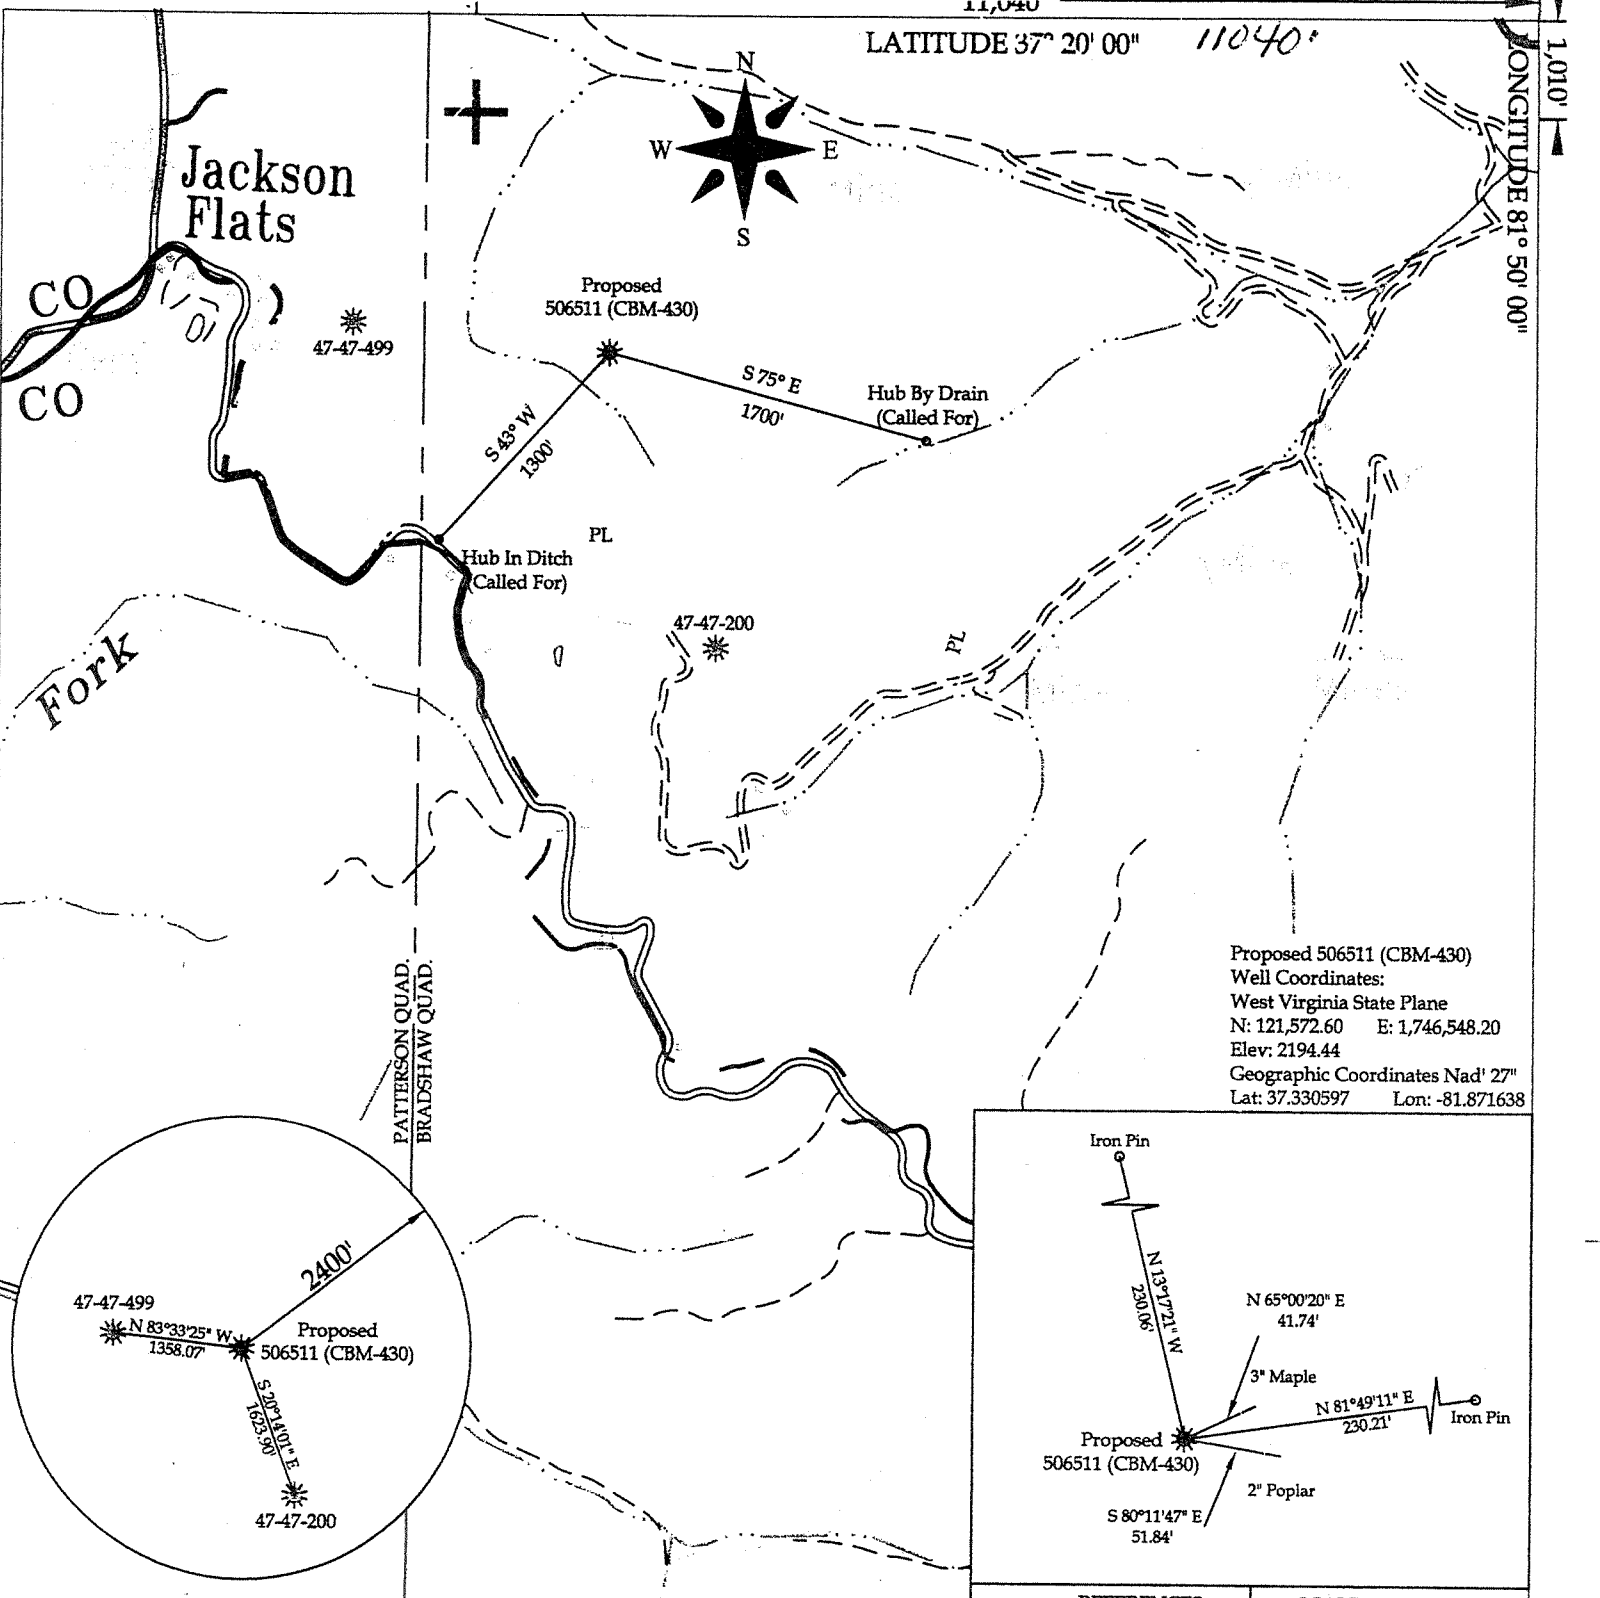 11,040
LATITUDE 37° 20' 00"
11040'
LONGITUDE 81° 50' 00"
1,010'
N
W
E
S
Jackson
Flats
CO
CO
47-47-499
Proposed
506511 (CBM-430)
S 75° E
1700'
Hub By Drain
(Called For)
S 43° W
1300'
Hub In Ditch
(Called For)
PL
47-47-200
PL
Fork
PATTERSON QUAD.
BRADSHAW QUAD.
Proposed 506511 (CBM-430)
Well Coordinates:
West Virginia State Plane
N: 121,572.60 E: 1,746,548.20
Elev: 2194.44
Geographic Coordinates Nad' 27"
Lat: 37.330597 Lon: -81.871638
2400'
47-47-499
N 83°33'25" W
1358.07'
Proposed
506511 (CBM-430)
S 20°14'01" E
1623.90'
47-47-200
Iron Pin
N 13°17'21" W
230.06'
N 65°00'20" E
41.74'
3" Maple
N 81°49'11" E
230.21'
Iron Pin
Proposed
506511 (CBM-430)
2" Poplar
S 80°11'47" E
51.84'